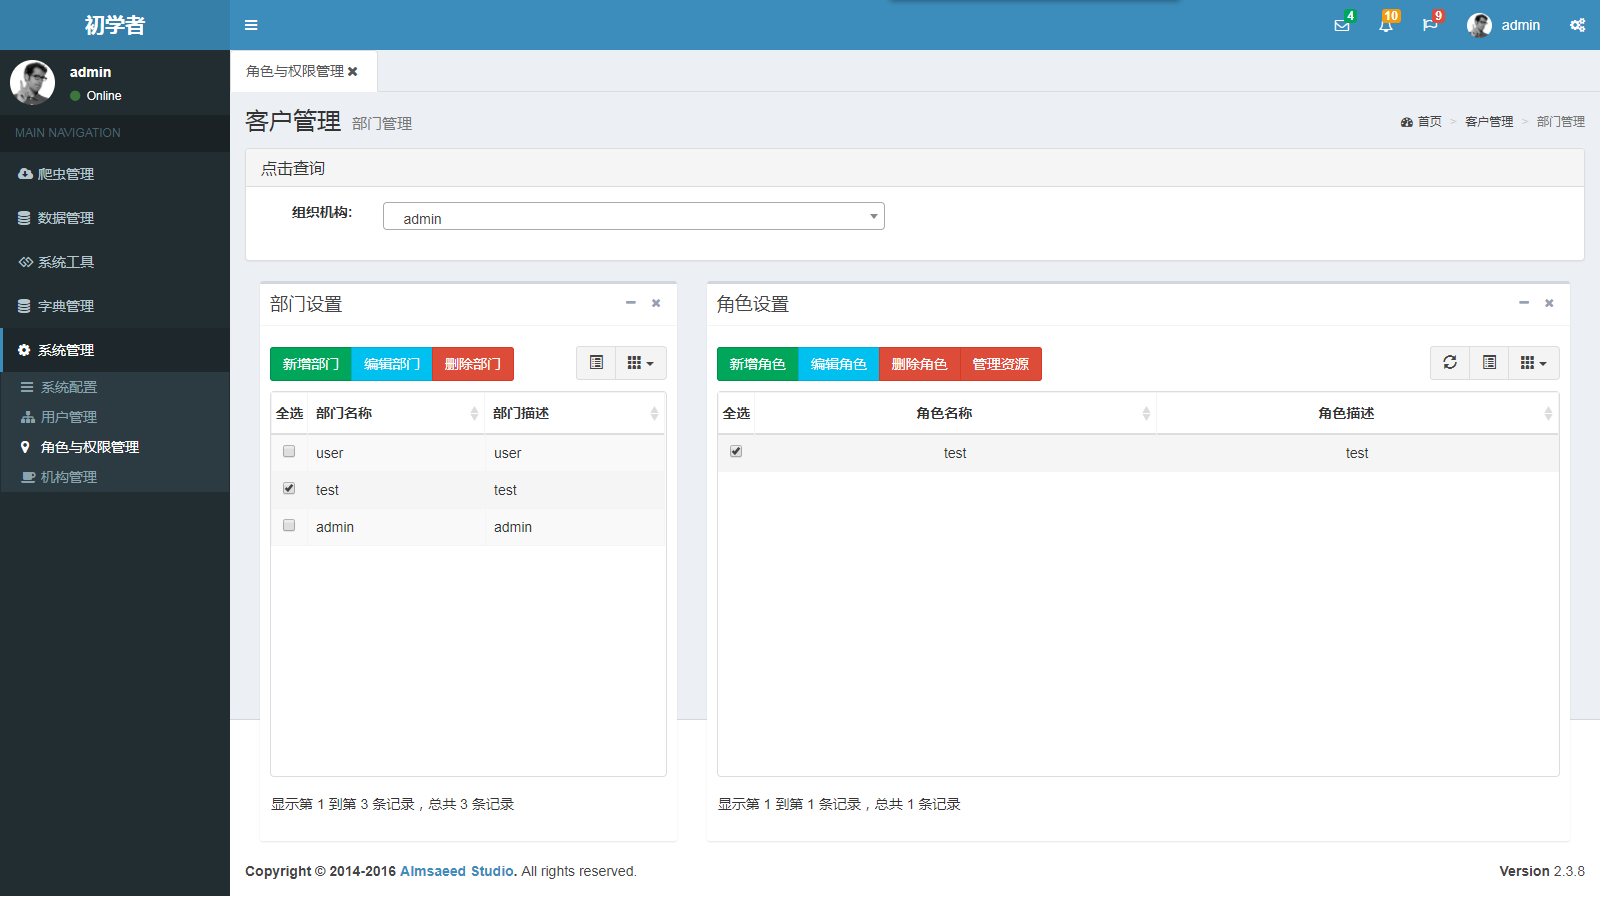 初学者
4
10
9
admin
admin
Online
MAIN NAVIGATION
爬虫管理
数据管理
系统工具
字典管理
系统管理
系统配置
用户管理
角色与权限管理
机构管理
角色与权限管理
客户管理 部门管理
首页 > 客户管理 > 部门管理
点击查询
组织机构：
admin
部门设置
新增部门 编辑部门 删除部门
全选 部门名称 部门描述
user user
test test
admin admin
显示第 1 到第 3 条记录，总共 3 条记录
角色设置
新增角色 编辑角色 删除角色 管理资源
全选 角色名称 角色描述
test test
显示第 1 到第 1 条记录，总共 1 条记录
Copyright © 2014-2016 Almsaeed Studio. All rights reserved.
Version 2.3.8